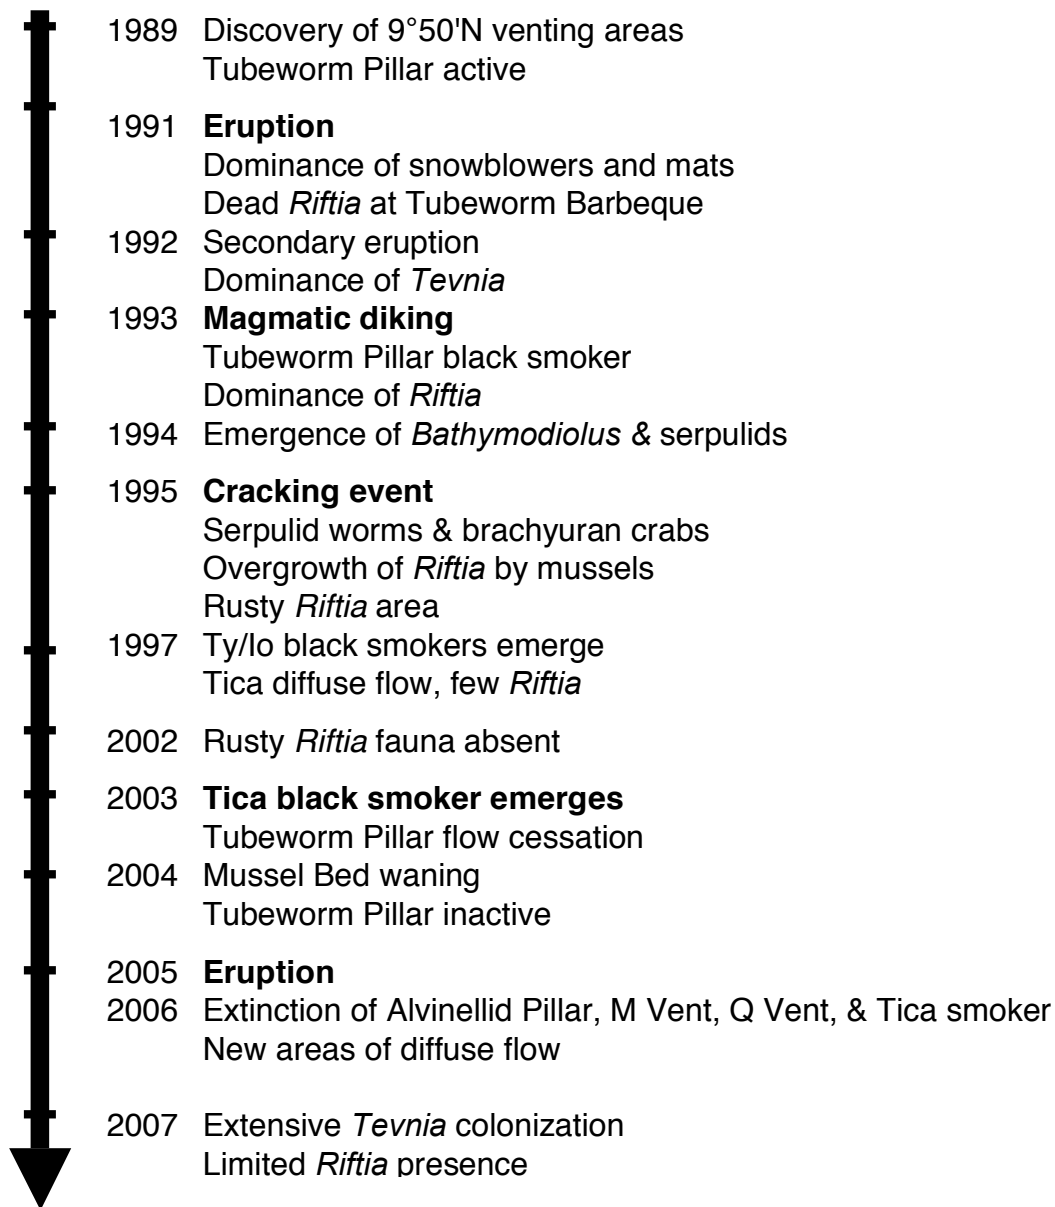 1989 Discovery of 9°50'N venting areas
Tubeworm Pillar active
1991 Eruption
Dominance of snowblowers and mats
Dead Riftia at Tubeworm Barbeque
1992 Secondary eruption
Dominance of Tevnia
1993 Magmatic diking
Tubeworm Pillar black smoker
Dominance of Riftia
1994 Emergence of Bathymodiolus & serpulids
1995 Cracking event
Serpulid worms & brachyuran crabs
Overgrowth of Riftia by mussels
Rusty Riftia area
1997 Ty/Io black smokers emerge
Tica diffuse flow, few Riftia
2002 Rusty Riftia fauna absent
2003 Tica black smoker emerges
Tubeworm Pillar flow cessation
2004 Mussel Bed waning
Tubeworm Pillar inactive
2005 Eruption
2006 Extinction of Alvinellid Pillar, M Vent, Q Vent, & Tica smoker
New areas of diffuse flow
2007 Extensive Tevnia colonization
Limited Riftia presence